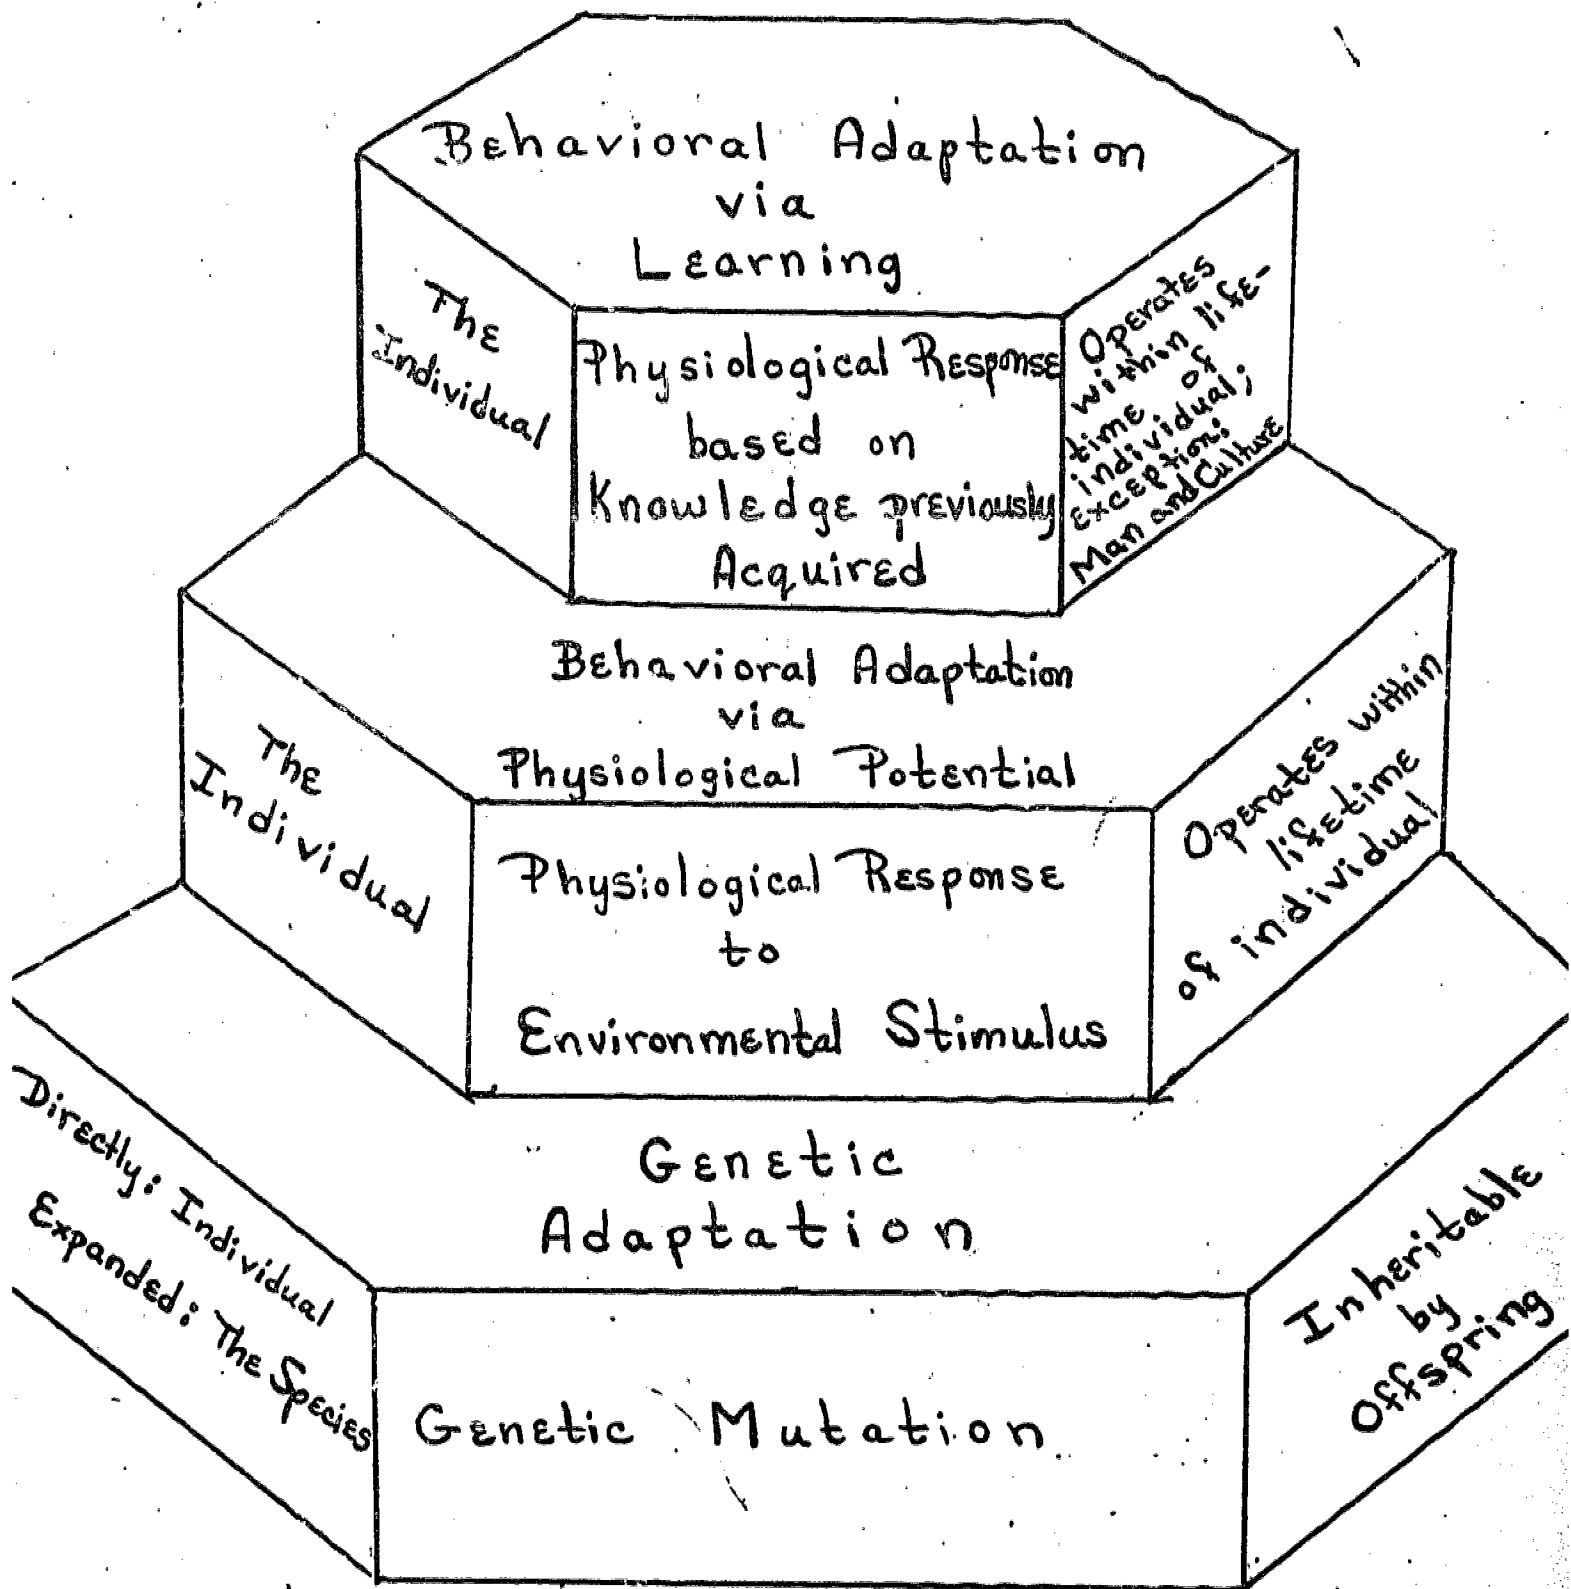 Behavioral Adaptation
via
Learning
The
Individual
Physiological Response
based on
Knowledge previously
Acquired
Operates
within life-
time of
individual;
exception:
Man and Culture
Behavioral Adaptation
via
Physiological Potential
The
Individual
Physiological Response
to
Environmental Stimulus
Operates within
lifetime
of individual
Genetic
Adaptation
Directly: Individual
Expanded: The Species
Genetic Mutation
Inheritable
by
Offspring